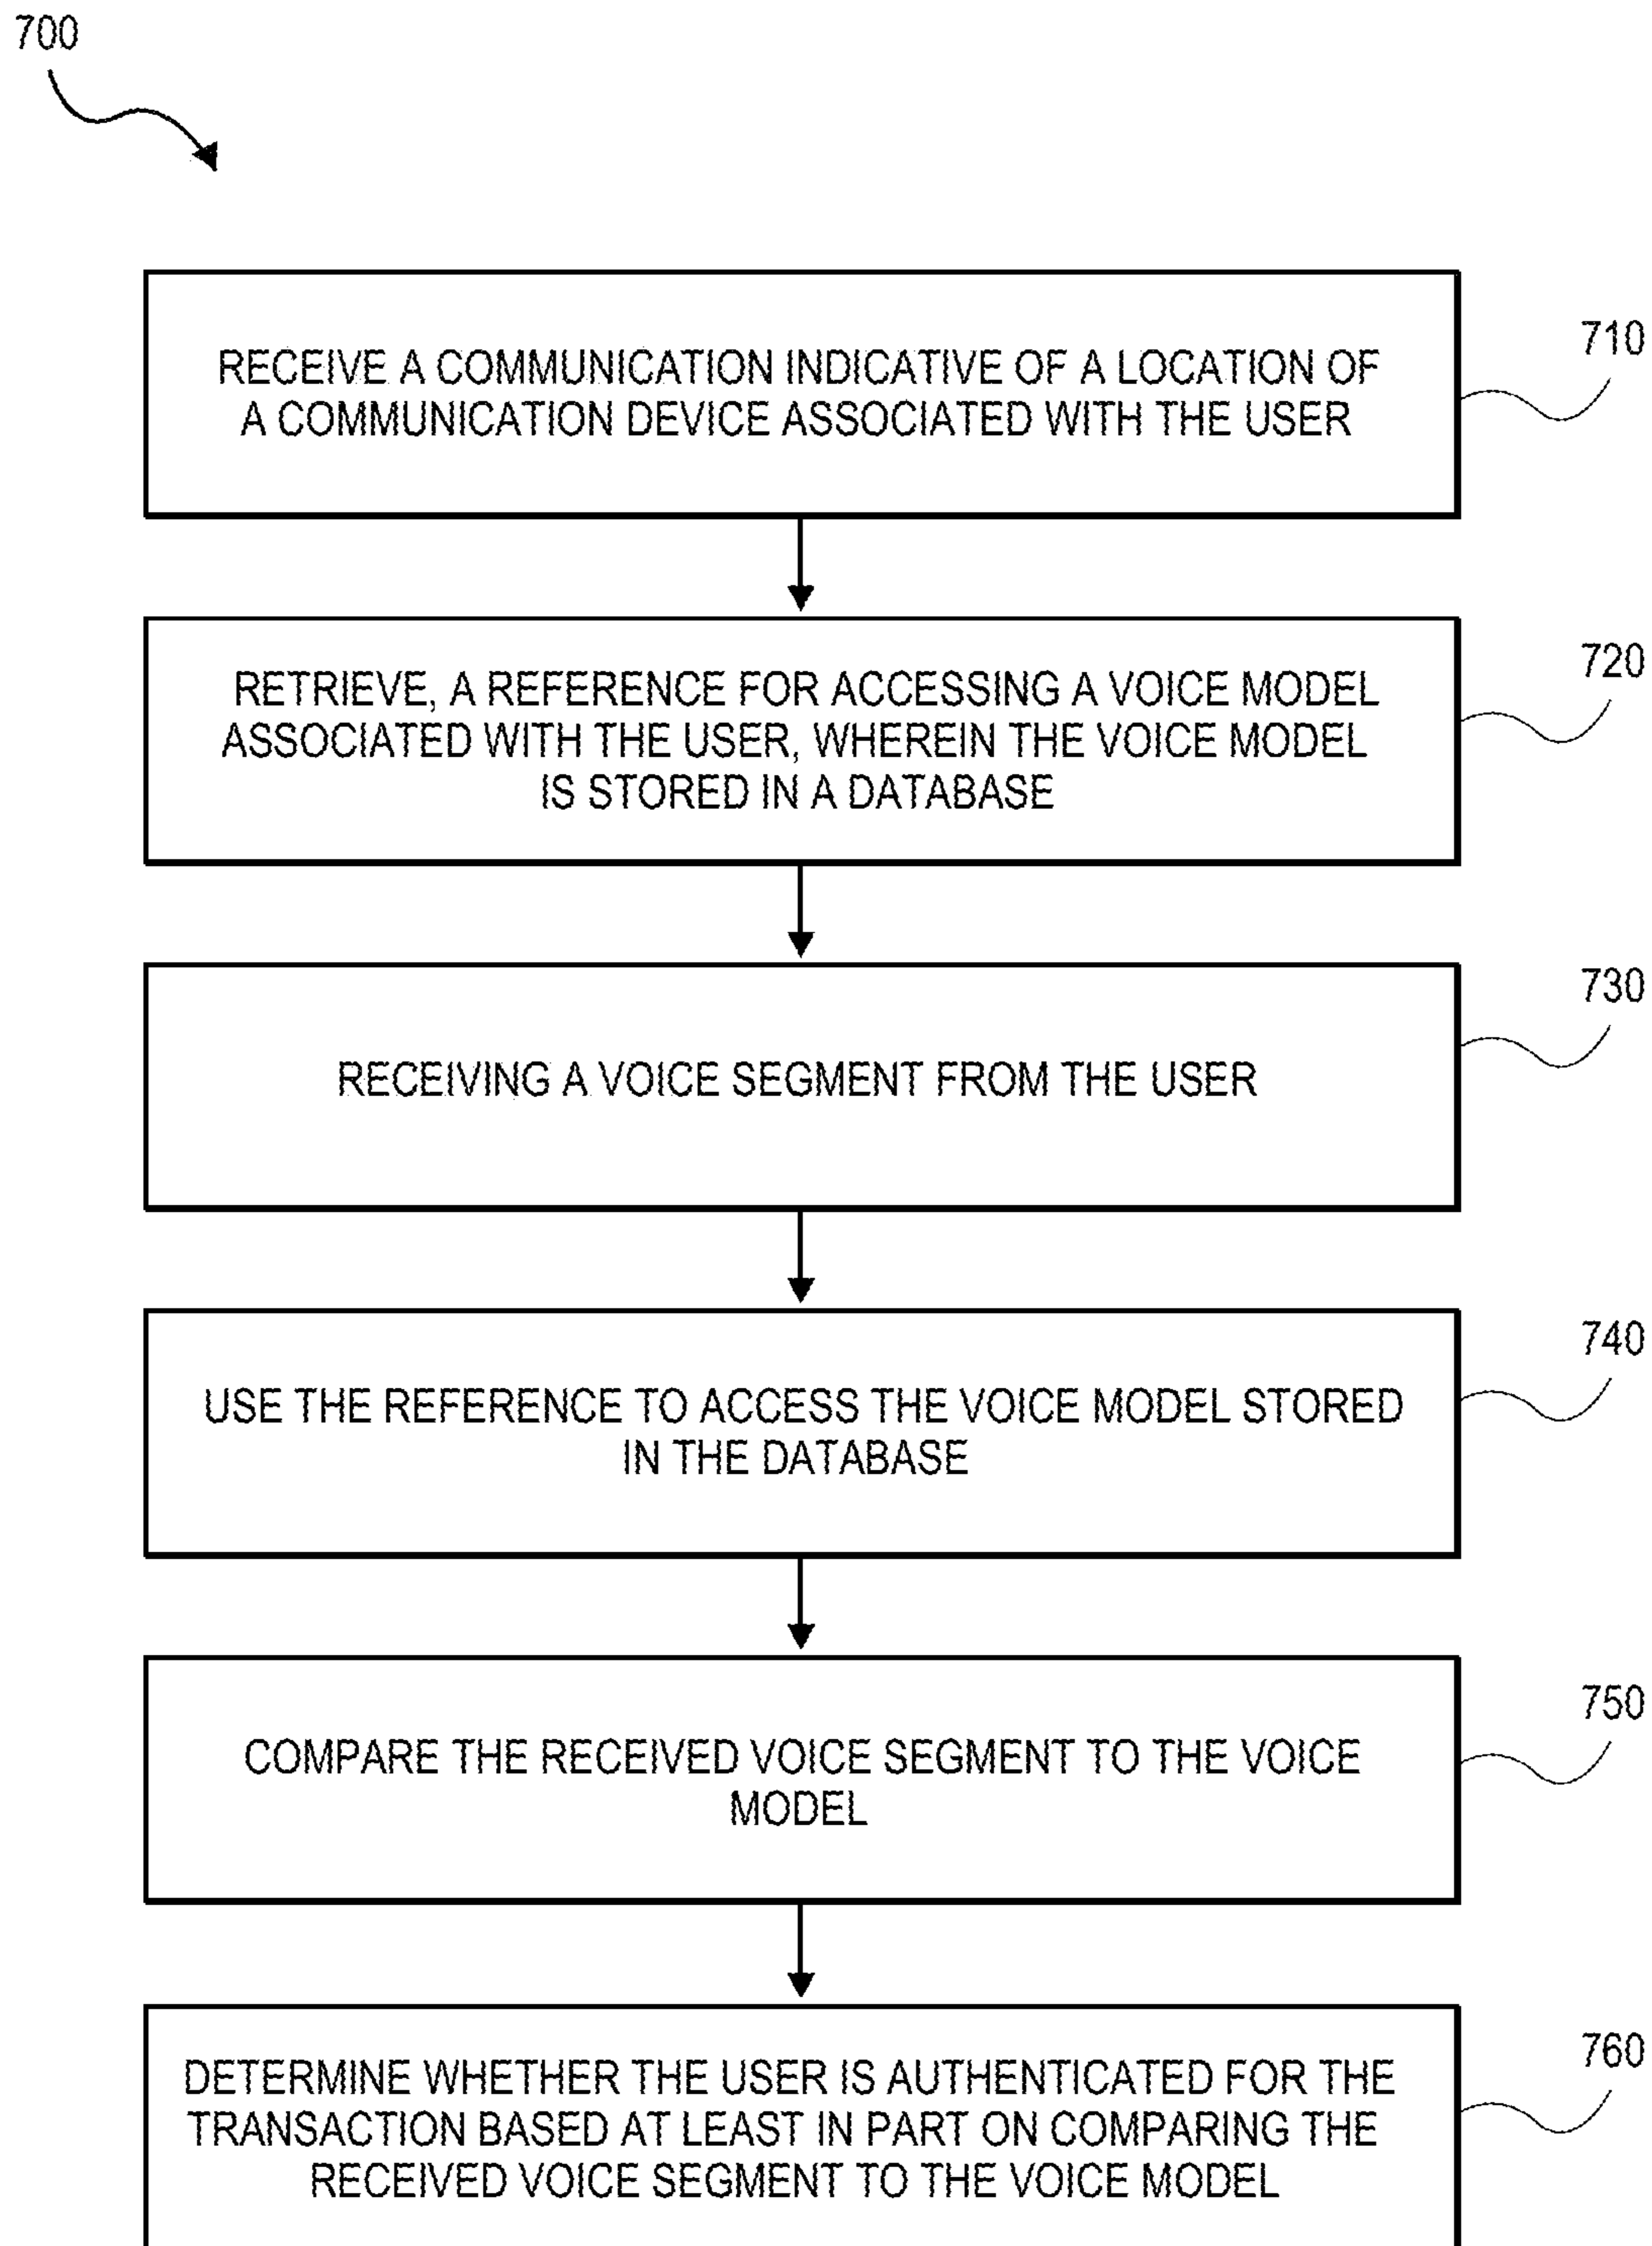 700
RECEIVE A COMMUNICATION INDICATIVE OF A LOCATION OF
A COMMUNICATION DEVICE ASSOCIATED WITH THE USER
710
RETRIEVE, A REFERENCE FOR ACCESSING A VOICE MODEL
ASSOCIATED WITH THE USER, WHEREIN THE VOICE MODEL
IS STORED IN A DATABASE
720
RECEIVING A VOICE SEGMENT FROM THE USER
730
USE THE REFERENCE TO ACCESS THE VOICE MODEL STORED
IN THE DATABASE
740
COMPARE THE RECEIVED VOICE SEGMENT TO THE VOICE
MODEL
750
DETERMINE WHETHER THE USER IS AUTHENTICATED FOR THE
TRANSACTION BASED AT LEAST IN PART ON COMPARING THE
RECEIVED VOICE SEGMENT TO THE VOICE MODEL
760